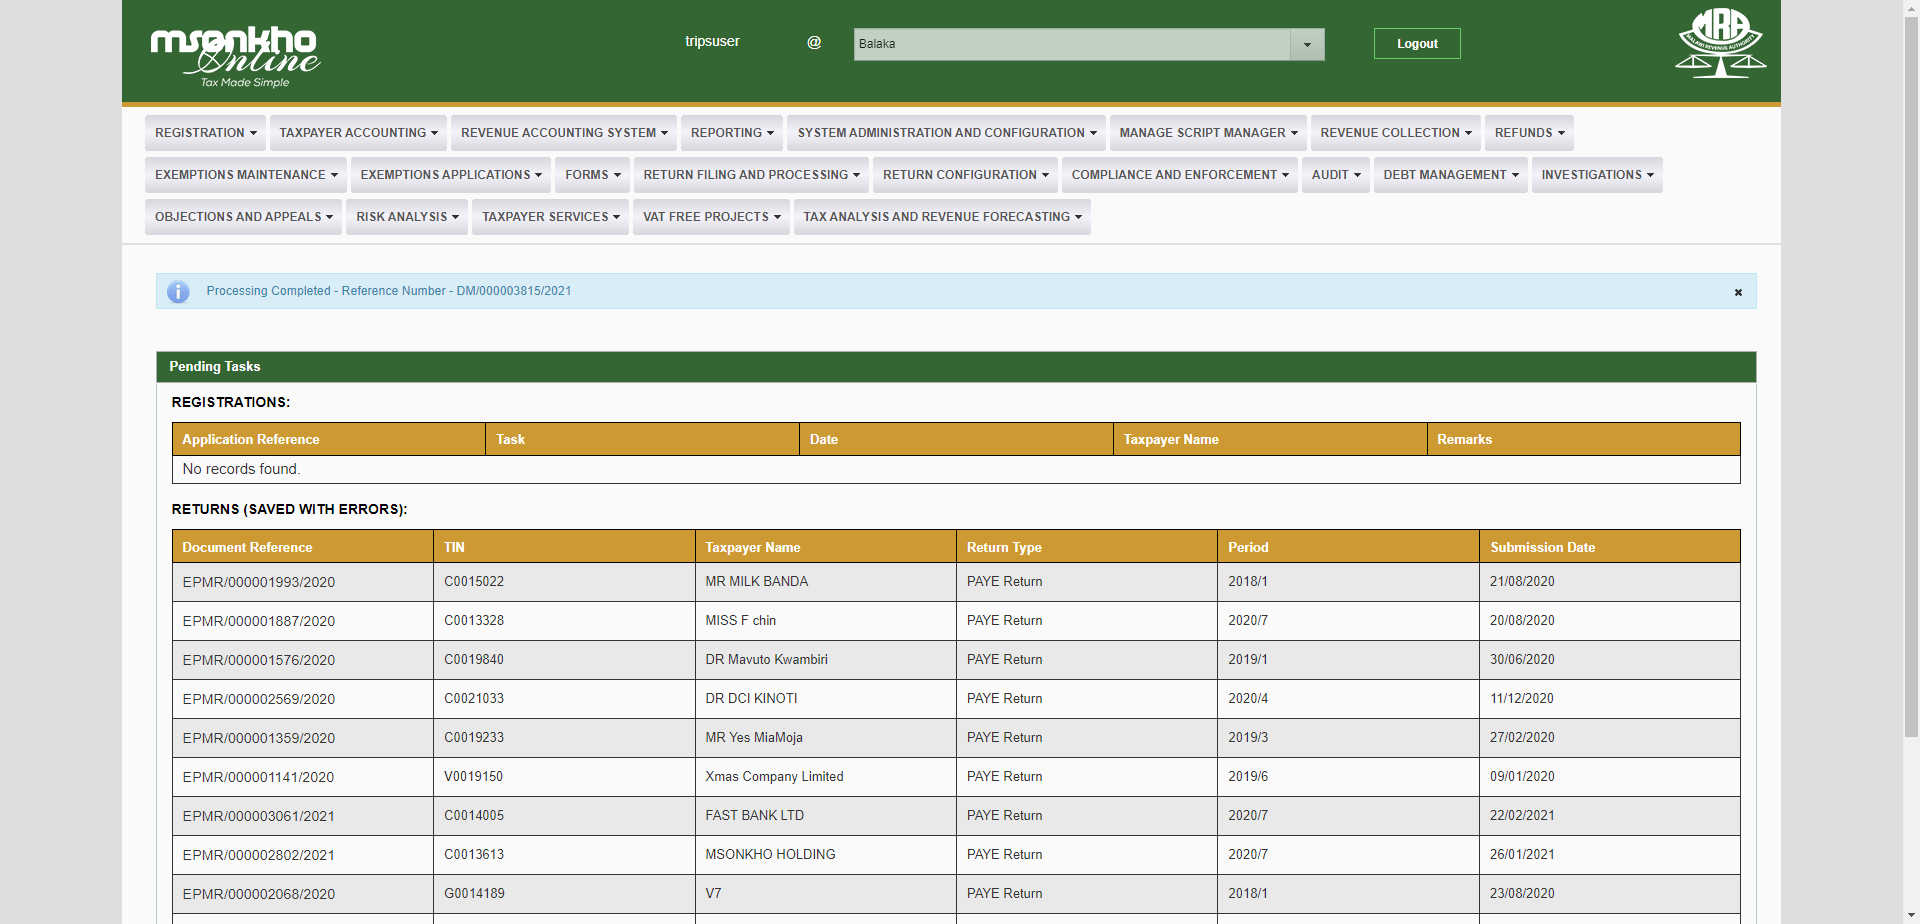 msonkho
Online
Tax Made Simple
tripsuser @ Balaka Logout
MRA
MALAWI REVENUE AUTHORITY
REGISTRATION TAXPAYER ACCOUNTING REVENUE ACCOUNTING SYSTEM REPORTING SYSTEM ADMINISTRATION AND CONFIGURATION MANAGE SCRIPT MANAGER REVENUE COLLECTION REFUNDS
EXEMPTIONS MAINTENANCE EXEMPTIONS APPLICATIONS FORMS RETURN FILING AND PROCESSING RETURN CONFIGURATION COMPLIANCE AND ENFORCEMENT AUDIT DEBT MANAGEMENT INVESTIGATIONS
OBJECTIONS AND APPEALS RISK ANALYSIS TAXPAYER SERVICES VAT FREE PROJECTS TAX ANALYSIS AND REVENUE FORECASTING
Processing Completed - Reference Number - DM/000003815/2021
Pending Tasks
REGISTRATIONS:
Application Reference Task Date Taxpayer Name Remarks
No records found.
RETURNS (SAVED WITH ERRORS):
Document Reference TIN Taxpayer Name Return Type Period Submission Date
EPMR/000001993/2020 C0015022 MR MILK BANDA PAYE Return 2018/1 21/08/2020
EPMR/000001887/2020 C0013328 MISS F chin PAYE Return 2020/7 20/08/2020
EPMR/000001576/2020 C0019840 DR Mavuto Kwambiri PAYE Return 2019/1 30/06/2020
EPMR/000002569/2020 C0021033 DR DCI KINOTI PAYE Return 2020/4 11/12/2020
EPMR/000001359/2020 C0019233 MR Yes MiaMoja PAYE Return 2019/3 27/02/2020
EPMR/000001141/2020 V0019150 Xmas Company Limited PAYE Return 2019/6 09/01/2020
EPMR/000003061/2021 C0014005 FAST BANK LTD PAYE Return 2020/7 22/02/2021
EPMR/000002802/2021 C0013613 MSONKHO HOLDING PAYE Return 2020/7 26/01/2021
EPMR/000002068/2020 G0014189 V7 PAYE Return 2018/1 23/08/2020